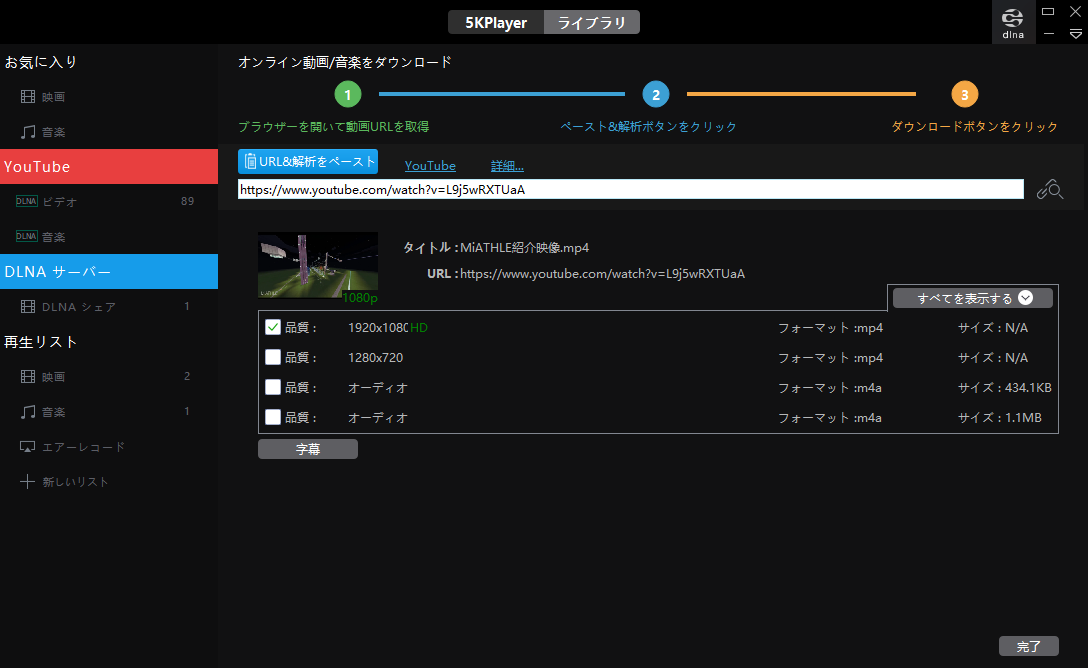 5KPlayer ライブラリ
dlna
お気に入り
映画
音楽
YouTube
DLNA ビデオ 89
DLNA 音楽
DLNA サーバー
DLNA シェア 1
再生リスト
映画 2
音楽 1
エアーレコード
新しいリスト
オンライン動画/音楽をダウンロード
1 2 3
ブラウザーを開いて動画URLを取得 ペースト&解析ボタンをクリック ダウンロードボタンをクリック
URL&解析をペースト YouTube 詳細...
https://www.youtube.com/watch?v=L9j5wRXTUaA
1080p
タイトル :MiATHLE紹介映像.mp4
URL :https://www.youtube.com/watch?v=L9j5wRXTUaA
すべてを表示する
品質 : 1920x1080 HD フォーマット :mp4 サイズ : N/A
品質 : 1280x720 フォーマット :mp4 サイズ : N/A
品質 : オーディオ フォーマット :m4a サイズ : 434.1KB
品質 : オーディオ フォーマット :m4a サイズ : 1.1MB
字幕
完了